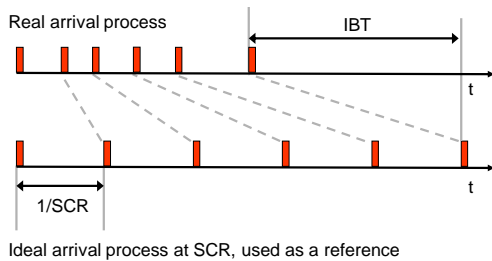 Real arrival process
IBT
t
t
1/SCR
Ideal arrival process at SCR, used as a reference